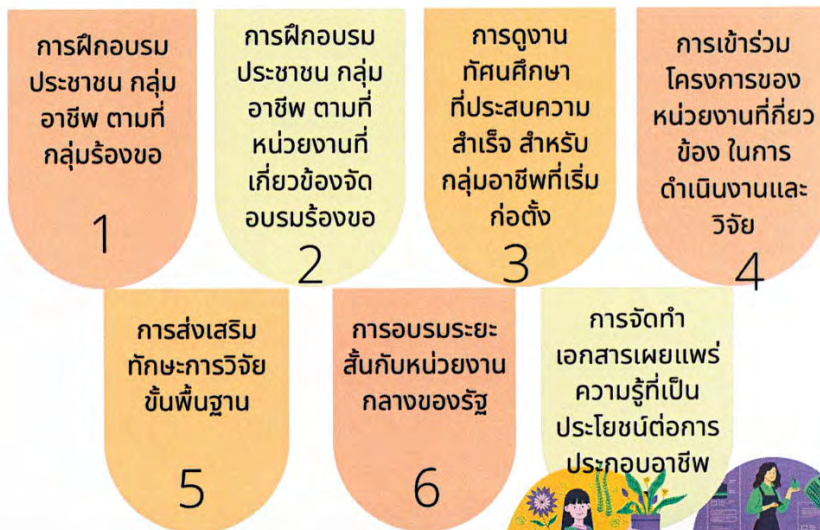 การฝึกอบรม
ประชาชน กลุ่ม
อาชีพ ตามที่
กลุ่มร้องขอ
1
การฝึกอบรม
ประชาชน กลุ่ม
อาชีพ ตามที่
หน่วยงานที่
เกี่ยวข้องจัด
อบรมร้องขอ
2
การดูงาน
ทัศนศึกษา
ที่ประสบความ
สำเร็จ สำหรับ
กลุ่มอาชีพที่เริ่ม
ก่อตั้ง
3
การเข้าร่วม
โครงการของ
หน่วยงานที่กี่ยว
ข้อง ในการ
ดำเนินงานและ
วิจัย
4
การส่งเสริม
ทักษะการวิจัย
ขั้นพื้นฐาน
5
การอบรมระยะ
สั้นกับหน่วยงาน
กลางของรัฐ
6
การจัดทำ
เอกสารเผยแพร่
ความรู้ที่เป็น
ประโยชน์ต่อการ
ประกอบอาชีพ